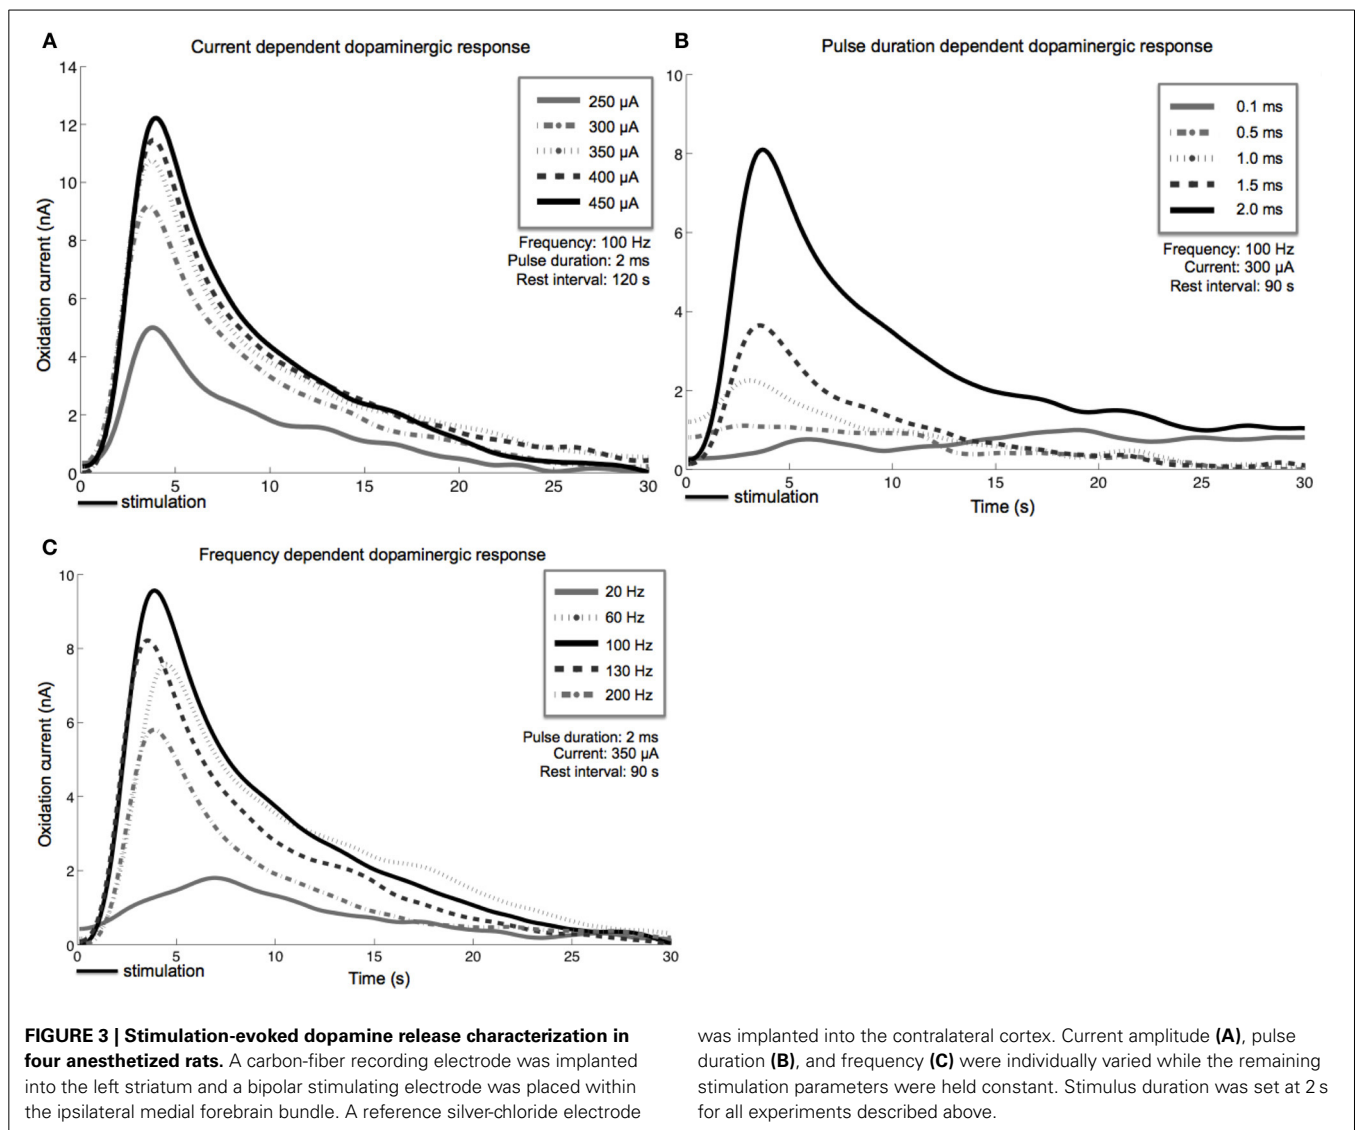 A
Current dependent dopaminergic response
14
12
10
8
6
4
2
0
Oxidation current (nA)
250 µA
300 µA
350 µA
400 µA
450 µA
Frequency: 100 Hz
Pulse duration: 2 ms
Rest interval: 120 s
5
10
15
20
25
30
stimulation
B
Pulse duration dependent dopaminergic response
10
8
6
4
2
0
0.1 ms
0.5 ms
1.0 ms
1.5 ms
2.0 ms
Frequency: 100 Hz
Current: 300 µA
Rest interval: 90 s
0
5
10
15
20
25
30
stimulation
Time (s)
C
Frequency dependent dopaminergic response
10
8
6
4
2
0
Oxidation current (nA)
20 Hz
60 Hz
100 Hz
130 Hz
200 Hz
Pulse duration: 2 ms
Current: 350 µA
Rest interval: 90 s
0
5
10
15
20
25
30
stimulation
Time (s)
FIGURE 3 | Stimulation-evoked dopamine release characterization in
four anesthetized rats. A carbon-fiber recording electrode was implanted
into the left striatum and a bipolar stimulating electrode was placed within
the ipsilateral medial forebrain bundle. A reference silver-chloride electrode
was implanted into the contralateral cortex. Current amplitude (A), pulse
duration (B), and frequency (C) were individually varied while the remaining
stimulation parameters were held constant. Stimulus duration was set at 2 s
for all experiments described above.